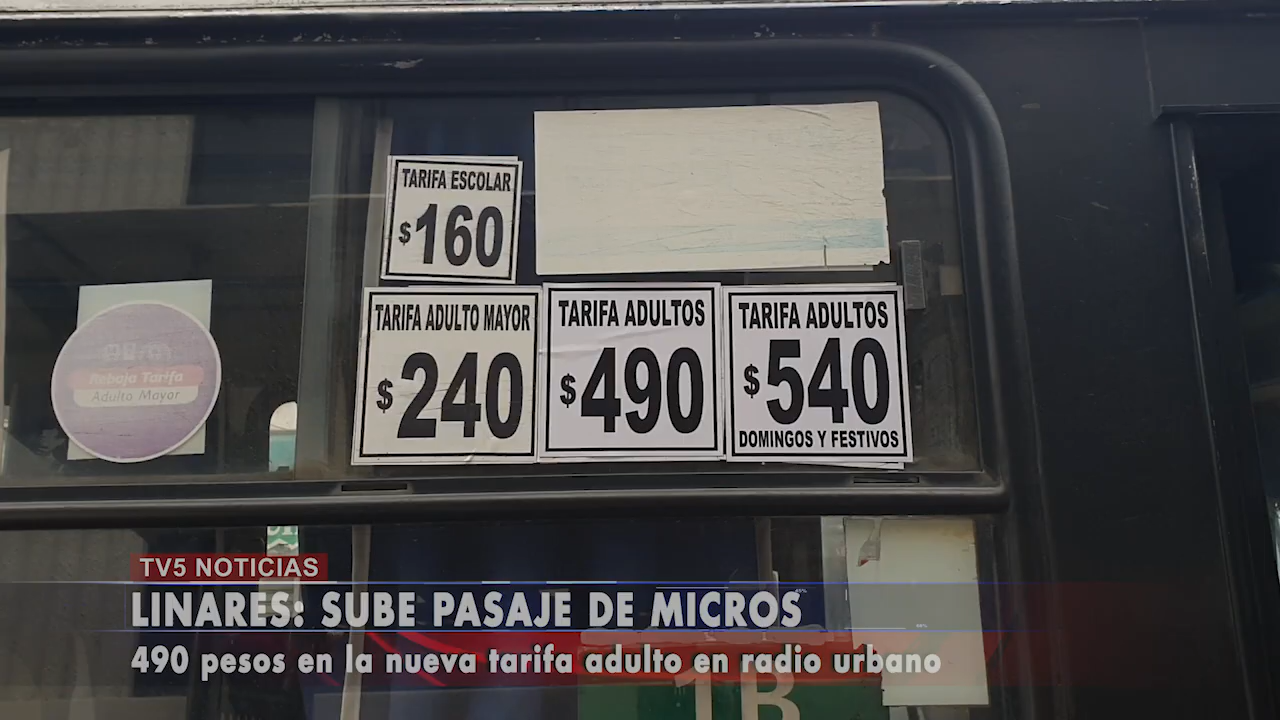 TARIFA ESCOLAR
$160
TARIFA ADULTO MAYOR
$240
TARIFA ADULTOS
$490
TARIFA ADULTOS
$540
DOMINGOS Y FESTIVOS
Rebaja Tarifa
Adulto Mayor
TV5 NOTICIAS
LINARES: SUBE PASAJE DE MICROS
490 pesos en la nueva tarifa adulto en radio urbano
1B